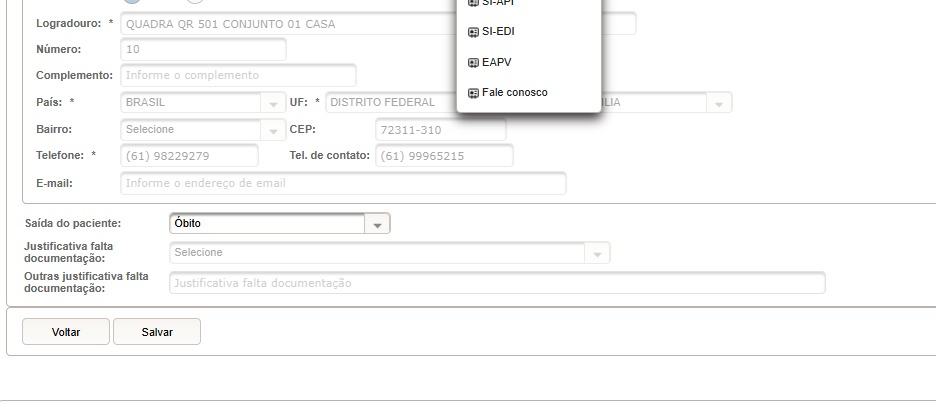 SI-API
Logradouro: * QUADRA QR 501 CONJUNTO 01 CASA
SI-EDI
Número: 10
EAPV
Complemento: Informe o complemento
Fale conosco
País: * BRASIL UF: * DISTRITO FEDERAL ILIA
Bairro: Selecione CEP: 72311-310
Telefone: * (61) 98229279 Tel. de contato: (61) 99965215
E-mail: Informe o endereço de email
Saída do paciente: Óbito
Justificativa falta
documentação: Selecione
Outras justificativa falta
documentação: Justificativa falta documentação
Voltar Salvar